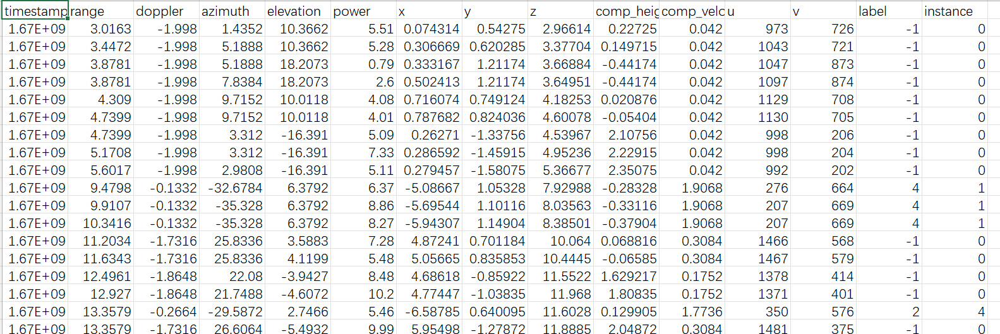 timestamp range doppler azimuth elevation power x y z comp_heig comp_velc u v label instance
1.67E+09 3.0163 -1.998 1.4352 10.3662 5.51 0.074314 0.54275 2.96614 0.22725 0.042 973 726 -1 0
1.67E+09 3.4472 -1.998 5.1888 10.3662 5.28 0.306669 0.620285 3.37704 0.149715 0.042 1043 721 -1 0
1.67E+09 3.8781 -1.998 5.1888 18.2073 0.79 0.333167 1.21174 3.66884 -0.44174 0.042 1047 873 -1 0
1.67E+09 3.8781 -1.998 7.8384 18.2073 2.6 0.502413 1.21174 3.64951 -0.44174 0.042 1097 874 -1 0
1.67E+09 4.309 -1.998 9.7152 10.0118 4.08 0.716074 0.749124 4.18253 0.020876 0.042 1129 708 -1 0
1.67E+09 4.7399 -1.998 9.7152 10.0118 4.01 0.787682 0.824036 4.60078 -0.05404 0.042 1130 705 -1 0
1.67E+09 4.7399 -1.998 3.312 -16.391 5.09 0.26271 -1.33756 4.53967 2.10756 0.042 998 206 -1 0
1.67E+09 5.1708 -1.998 3.312 -16.391 7.33 0.286592 -1.45915 4.95236 2.22915 0.042 998 204 -1 0
1.67E+09 5.6017 -1.998 2.9808 -16.391 5.11 0.279457 -1.58075 5.36677 2.35075 0.042 992 202 -1 0
1.67E+09 9.4798 -0.1332 -32.6784 6.3792 6.37 -5.08667 1.05328 7.92988 -0.28328 1.9068 276 664 4 1
1.67E+09 9.9107 -0.1332 -35.328 6.3792 8.86 -5.69544 1.10116 8.03563 -0.33116 1.9068 207 669 4 1
1.67E+09 10.3416 -0.1332 -35.328 6.3792 8.27 -5.94307 1.14904 8.38501 -0.37904 1.9068 207 669 4 1
1.67E+09 11.2034 -1.7316 25.8336 3.5883 7.28 4.87241 0.701184 10.064 0.068816 0.3084 1466 568 -1 0
1.67E+09 11.6343 -1.7316 25.8336 4.1199 5.48 5.05665 0.835853 10.4445 -0.06585 0.3084 1467 579 -1 0
1.67E+09 12.4961 -1.8648 22.08 -3.9427 8.48 4.68618 -0.85922 11.5522 1.629217 0.1752 1378 414 -1 0
1.67E+09 12.927 -1.8648 21.7488 -4.6072 10.2 4.77447 -1.03835 11.968 1.80835 0.1752 1371 401 -1 0
1.67E+09 13.3579 -0.2664 -29.5872 2.7466 5.46 -6.58785 0.640095 11.6028 0.129905 1.7736 350 576 2 4
1.67E+09 13.3579 -1.7316 26.6064 -5.4932 9.99 5.95498 -1.27872 11.8885 2.04872 0.3084 1481 375 -1 0